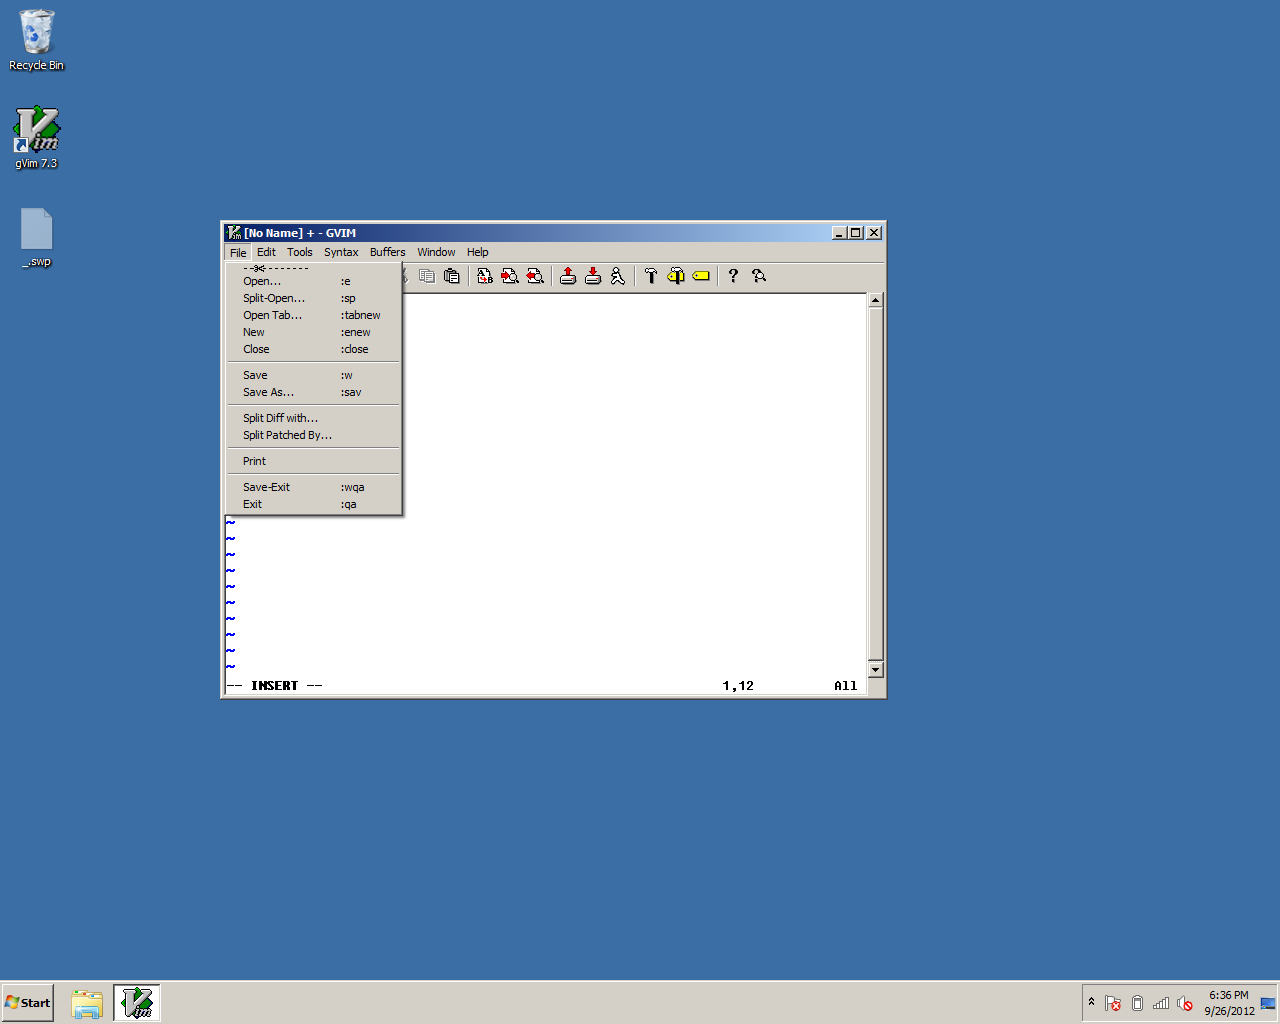 Recycle Bin
gVim 7.3
_.swp
[No Name] + - GVIM
File Edit Tools Syntax Buffers Window Help
Open... :e
Split-Open... :sp
Open Tab... :tabnew
New :enew
Close :close
Save :w
Save As... :sav
Split Diff with...
Split Patched By...
Print
Save-Exit :wqa
Exit :qa
~
~
~
~
~
~
~
~
~
~
-- INSERT -- 1,12 All
Start
6:36 PM
9/26/2012